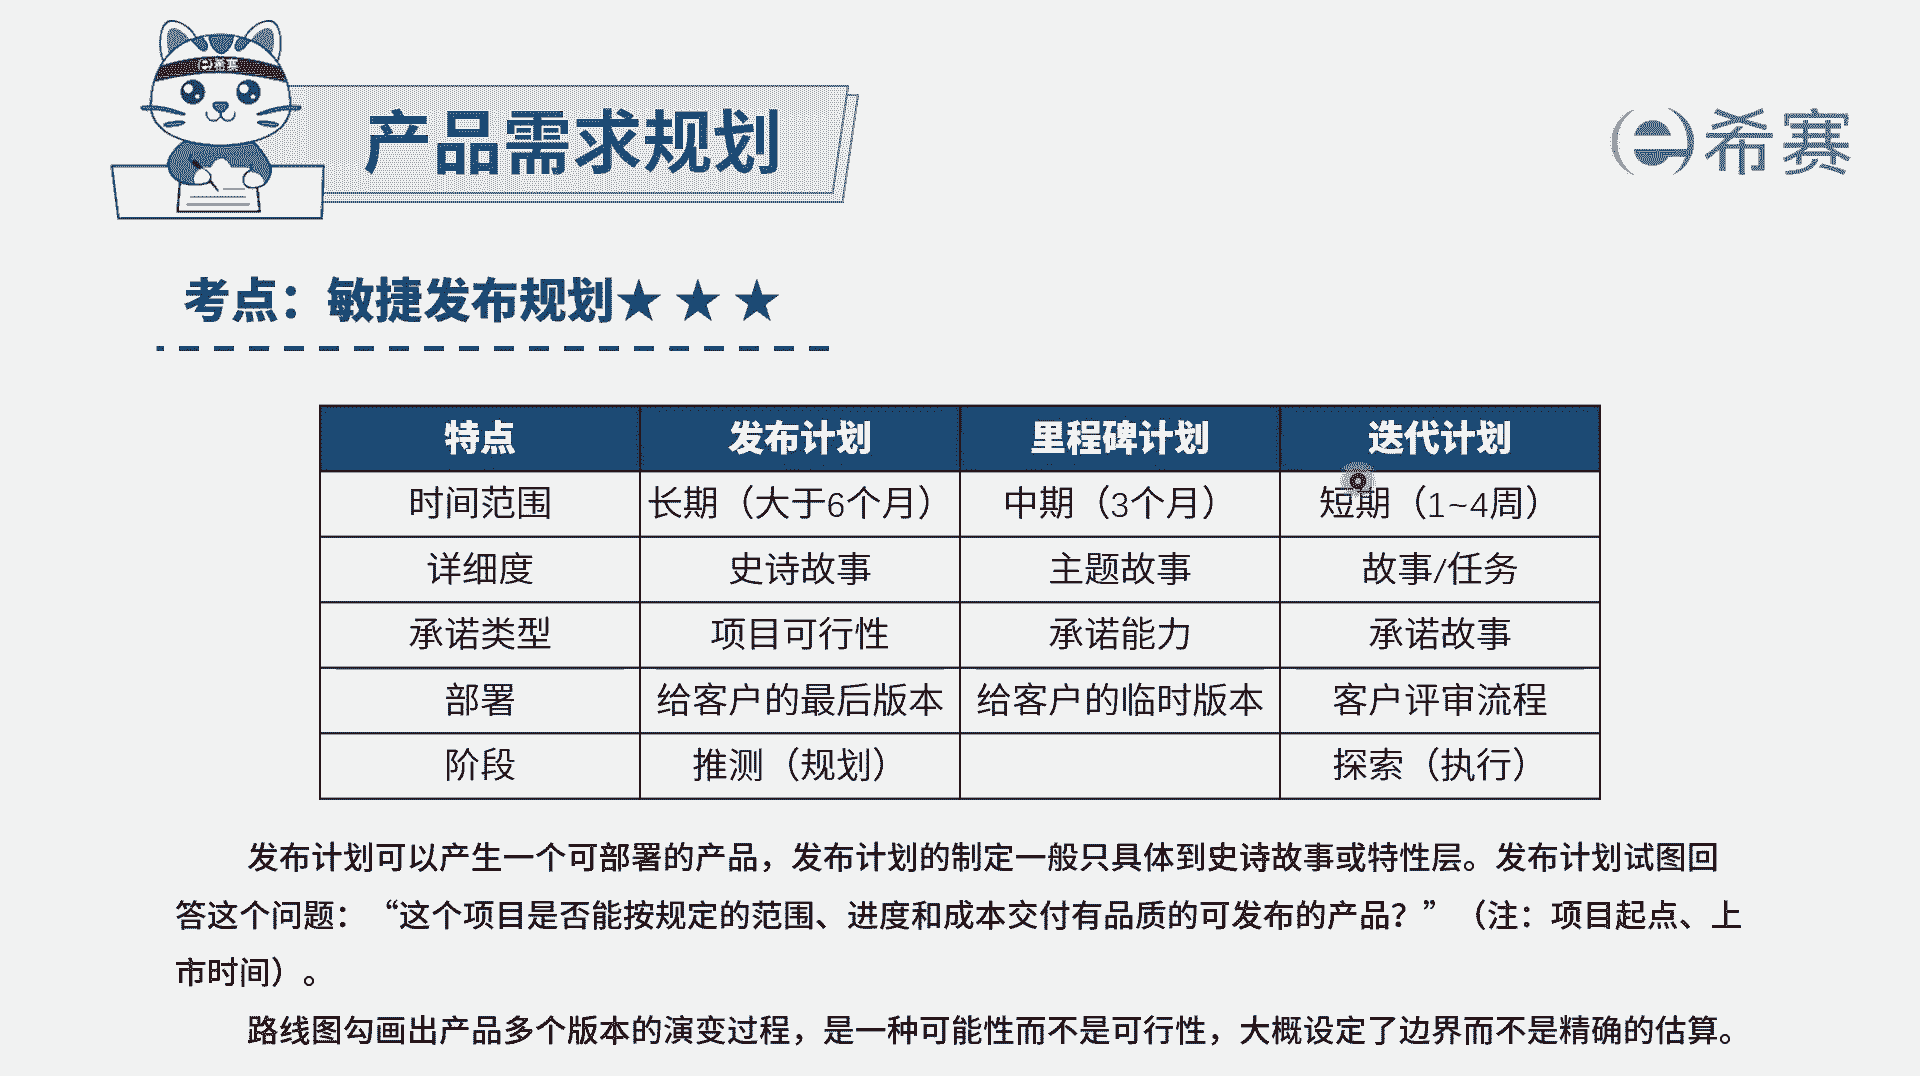 希赛
产品需求规划
希赛
考点：敏捷发布规划★ ★ ★
特点 发布计划 里程碑计划 迭代计划
时间范围 长期（大于6个月） 中期（3个月） 短期（1~4周）
详细度 史诗故事 主题故事 故事/任务
承诺类型 项目可行性 承诺能力 承诺故事
部署 给客户的最后版本 给客户的临时版本 客户评审流程
阶段 推测（规划） 探索（执行）
发布计划可以产生一个可部署的产品，发布计划的制定一般只具体到史诗故事或特性层。发布计划试图回
答这个问题：“这个项目是否能按规定的范围、进度和成本交付有品质的可发布的产品？”（注：项目起点、上
市时间）。
路线图勾画出产品多个版本的演变过程，是一种可能性而不是可行性，大概设定了边界而不是精确的估算。